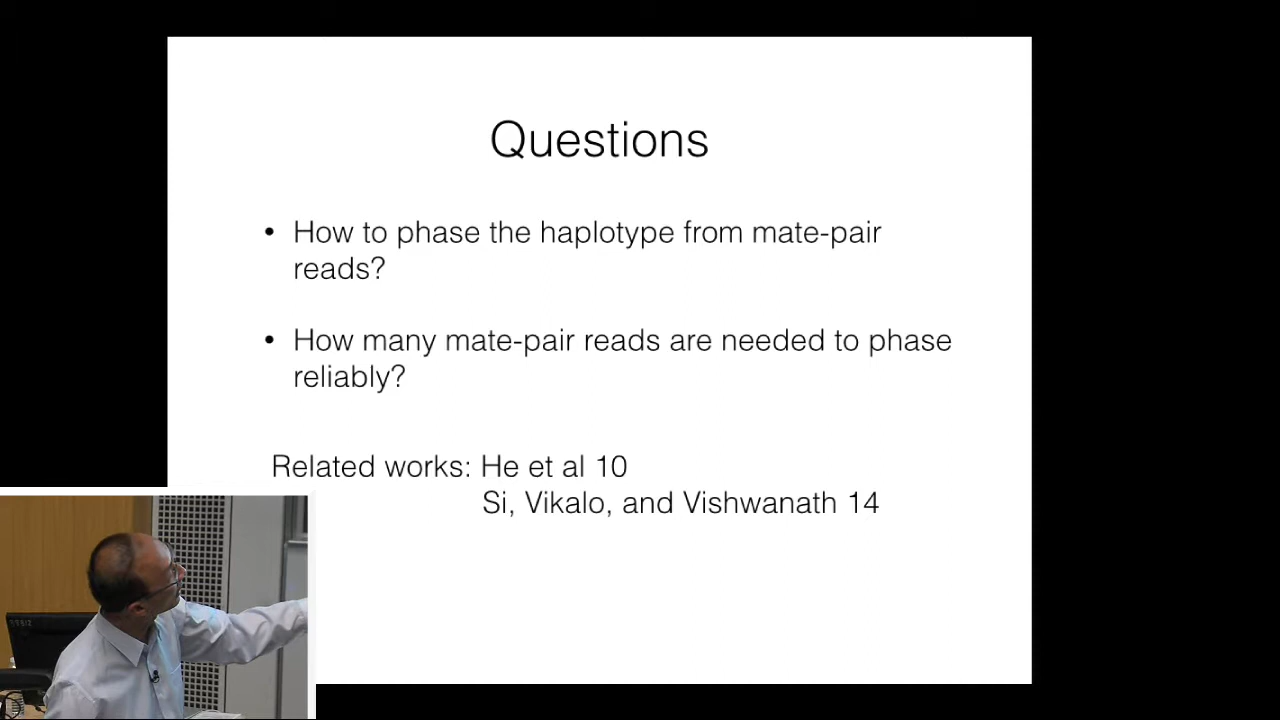 Questions
• How to phase the haplotype from mate-pair
reads?
• How many mate-pair reads are needed to phase
reliably?
Related works: He et al 10
Si, Vikalo, and Vishwanath 14